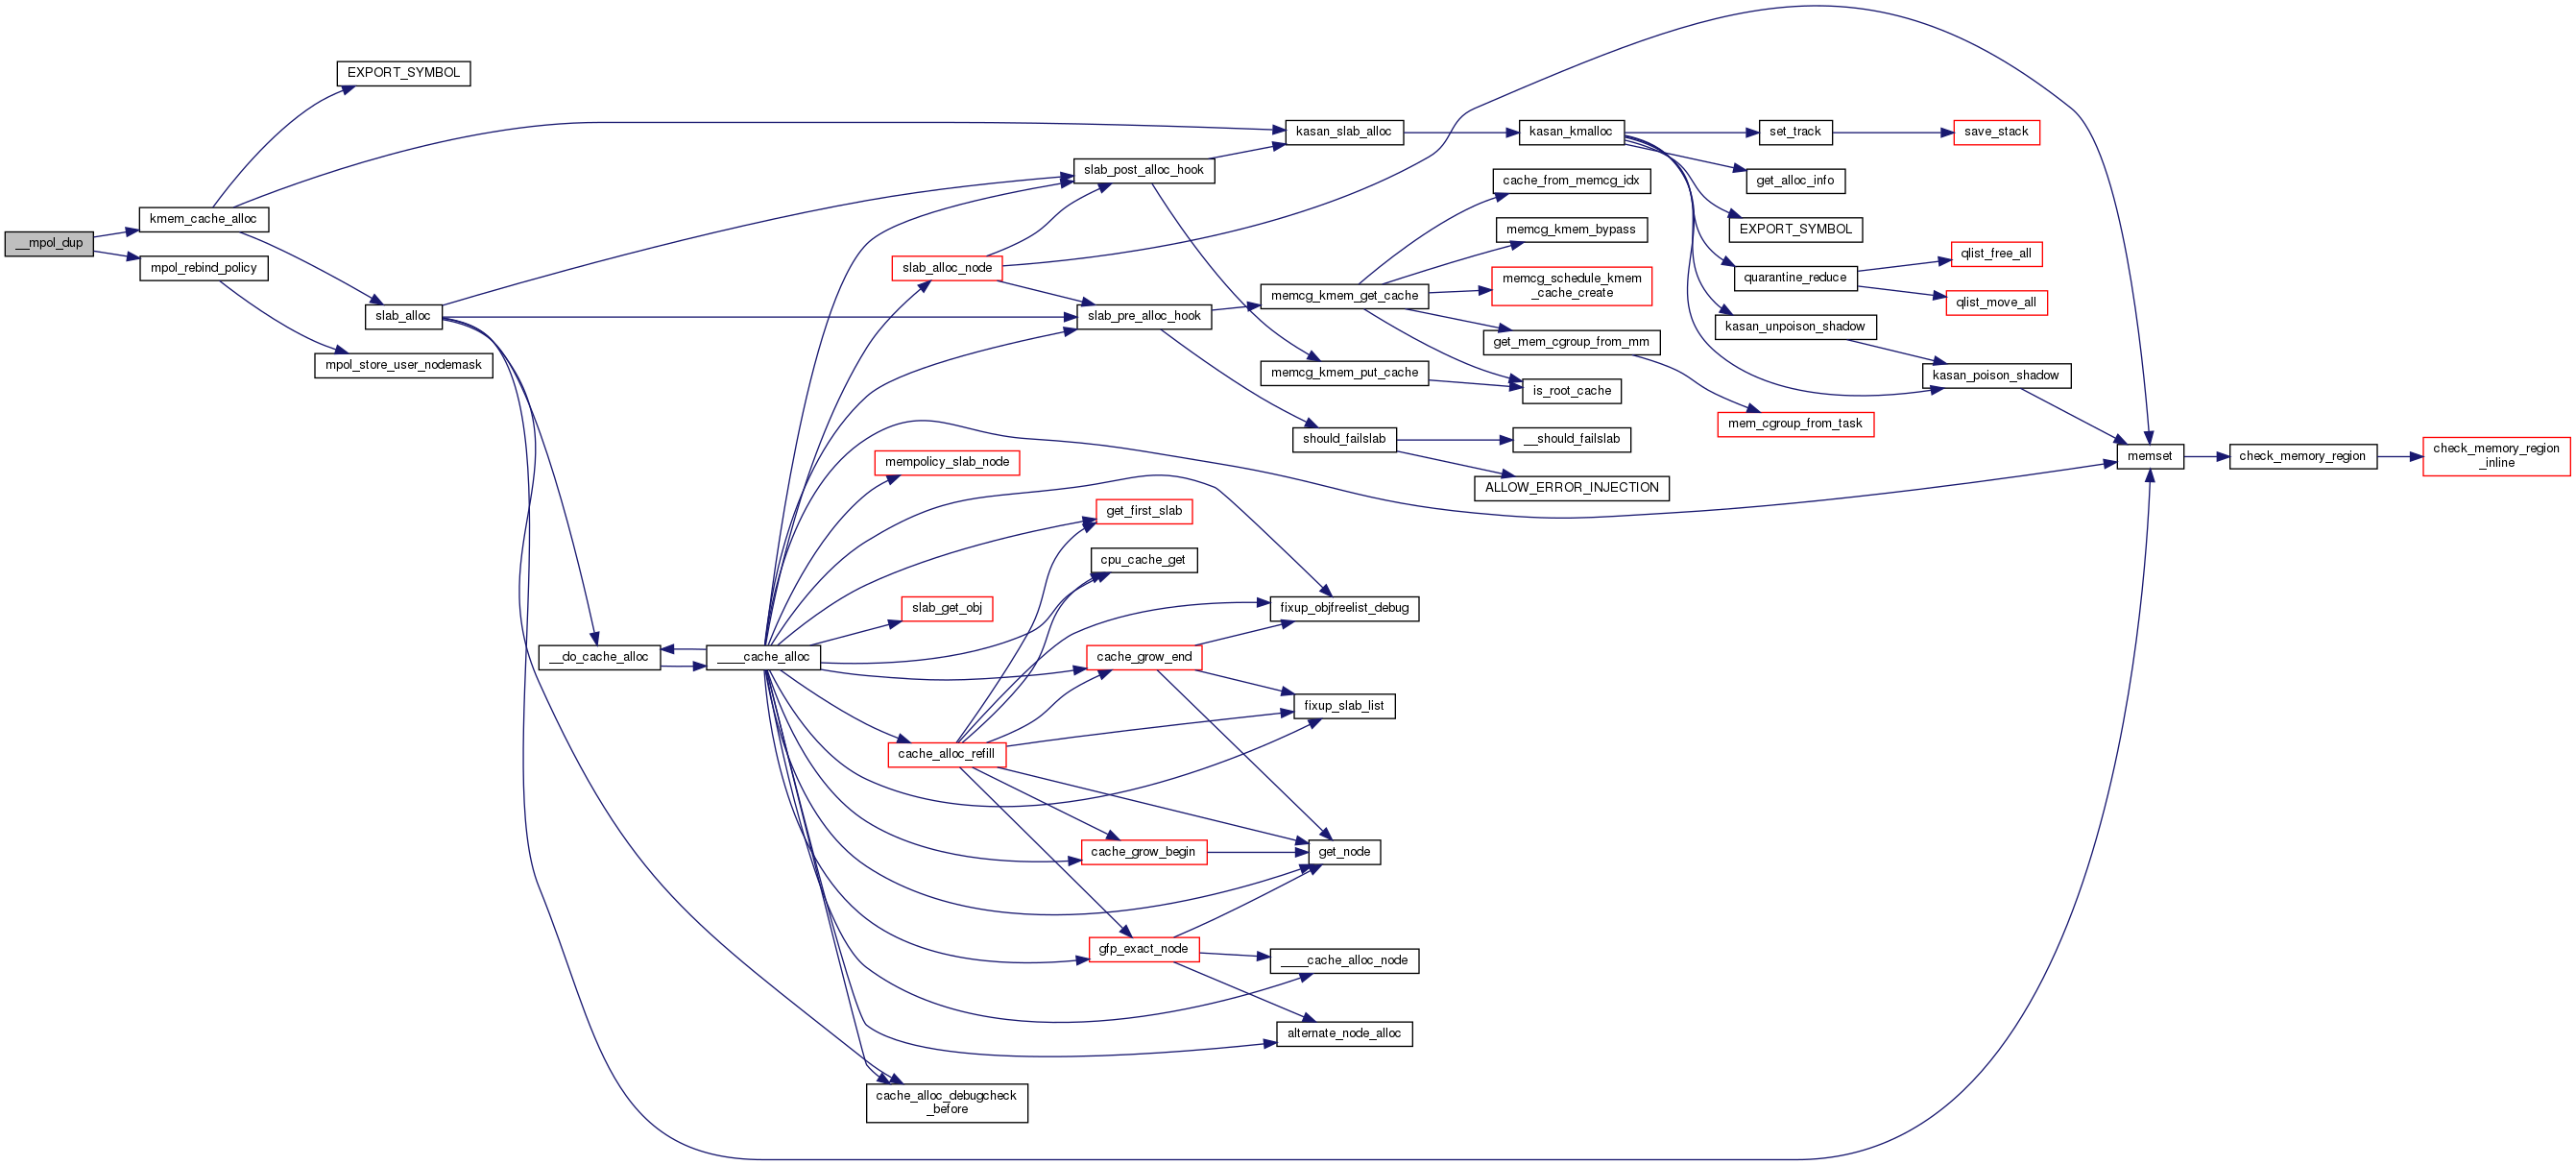 __mpol_dup
kmem_cache_alloc
mpol_rebind_policy
EXPORT_SYMBOL
slab_alloc
mpol_store_user_nodemask
__do_cache_alloc
____cache_alloc
slab_alloc_node
mempolicy_slab_node
slab_get_obj
cache_alloc_refill
cache_alloc_debugcheck
_before
slab_post_alloc_hook
slab_pre_alloc_hook
get_first_slab
cpu_cache_get
cache_grow_end
cache_grow_begin
gfp_exact_node
kasan_slab_alloc
memcg_kmem_get_cache
memcg_kmem_put_cache
should_failslab
fixup_objfreelist_debug
fixup_slab_list
get_node
____cache_alloc_node
alternate_node_alloc
kasan_kmalloc
cache_from_memcg_idx
memcg_kmem_bypass
memcg_schedule_kmem
_cache_create
get_mem_cgroup_from_mm
is_root_cache
__should_failslab
ALLOW_ERROR_INJECTION
set_track
get_alloc_info
EXPORT_SYMBOL
quarantine_reduce
kasan_unpoison_shadow
mem_cgroup_from_task
save_stack
qlist_free_all
qlist_move_all
kasan_poison_shadow
memset
check_memory_region
check_memory_region
_inline